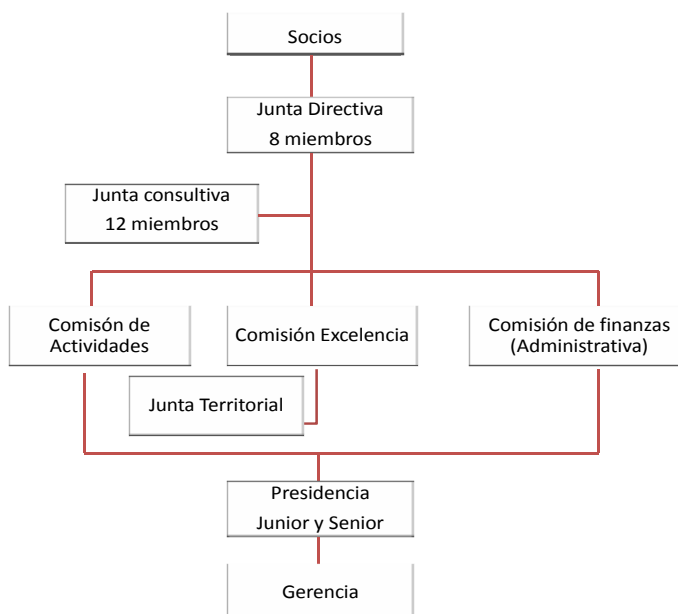 Socios
Junta Directiva
8 miembros
Junta consultiva
12 miembros
Comisón de
Actividades
Comisión Excelencia
Comisión de finanzas
(Administrativa)
Junta Territorial
Presidencia
Junior y Senior
Gerencia